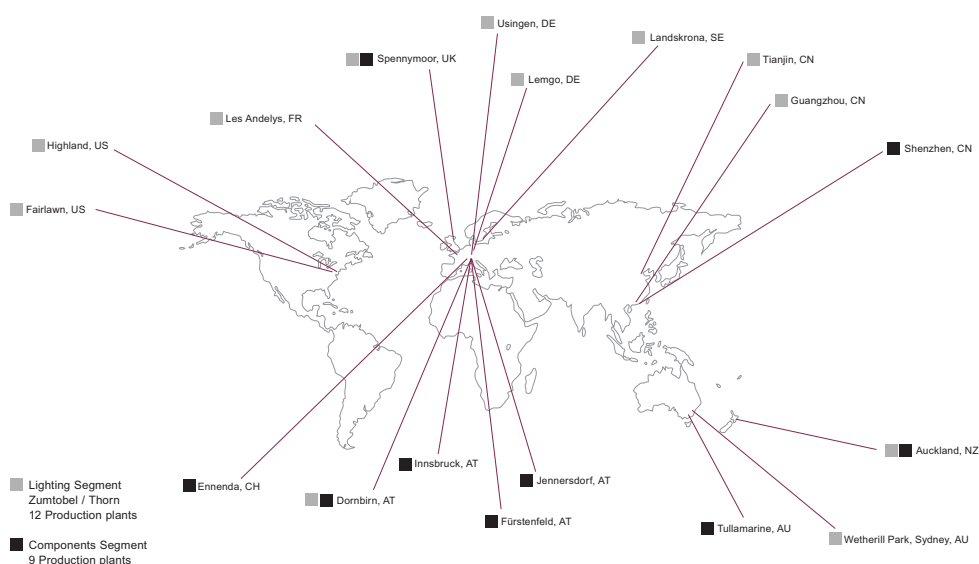 Usingen, DE
Landskrona, SE
Spennymoor, UK
Tianjin, CN
Lemgo, DE
Guangzhou, CN
Les Andelys, FR
Highland, US
Shenzhen, CN
Fairlawn, US
Auckland, NZ
Innsbruck, AT
Jennersdorf, AT
Ennenda, CH
Dornbirn, AT
Fürstenfeld, AT
Tullamarine, AU
Wetherill Park, Sydney, AU
Lighting Segment
Zumtobel / Thorn
12 Production plants
Components Segment
9 Production plants